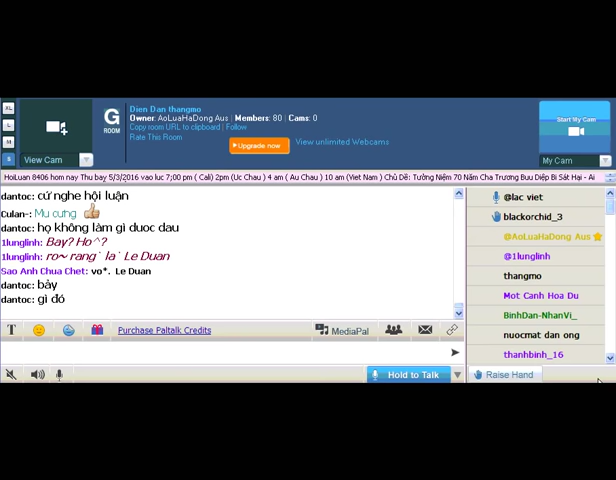 XL
L
M
S
View Cam
G
ROOM
Dien Dan thangmo
Owner: AoLuaHaDong Aus | Members: 80 | Cams: 0
Copy room URL to clipboard | Follow
Rate This Room
Upgrade now
View unlimited Webcams
Start My Cam
My Cam
HoiLuan 8406 hom nay Thu bay 5/3/2016 vao luc 7;00 pm ( Cali) 2pm (Uc Chau ) 4 am ( Au Chau ) 10 am (Viet Nam ) Chủ Đề: Tưởng Niệm 70 Năm Cha Trương Buu Diệp Bi Sát Hại - Ai
dantoc: cứ nghe hội luận
Culan~: Mu cưng
dantoc: họ không làm gì duoc dau
1lunglinh: Bay? Ho^?
1lunglinh: ro~ rang` la` Le Duan
Sao Anh Chua Chet: vo*. Le Duan
dantoc: bảy
dantoc: gì đó
T
Purchase Paltalk Credits
MediaPal
Hold to Talk
@lac viet
blackorchid_3
@AoLuaHaDong Aus
@1lunglinh
thangmo
Mot Canh Hoa Du
BinhDan-NhanVi_
nuocmat dan ong
thanhbinh_16
Raise Hand